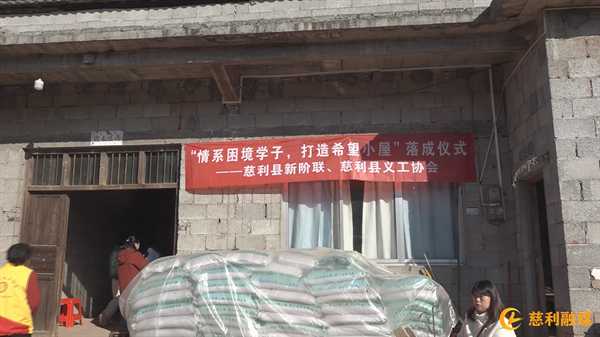 “情系困境学子，打造希望小屋”落成仪式
——慈利县新阶联、慈利县义工协会
慈利融媒